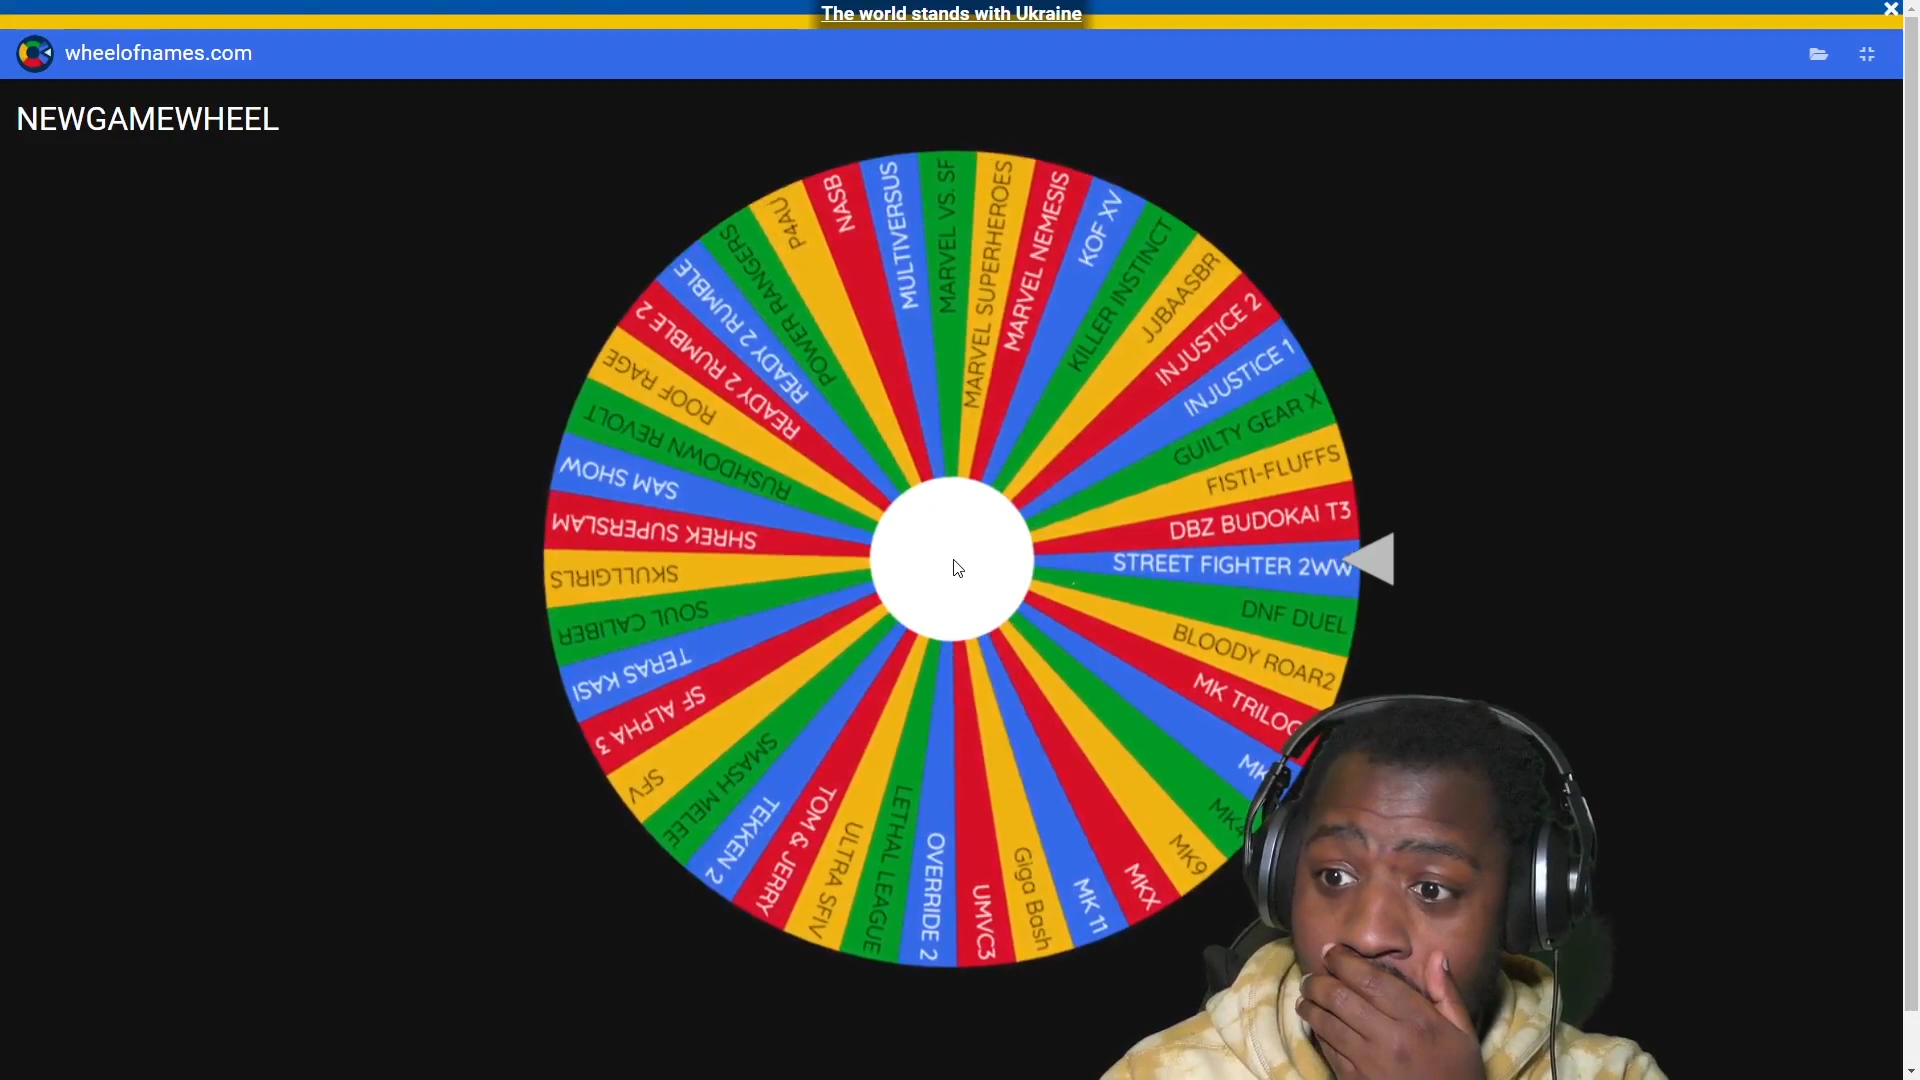 The world stands with Ukraine
wheelofnames.com
NEWGAMEWHEEL
MARVEL VS. SF
MARVEL SUPERHEROES
MARVEL NEMESIS
KOF XV
KILLER INSTINCT
JJBAASBR
INJUSTICE 2
INJUSTICE 1
GUILTY GEAR X
FISTI-FLUFFS
DBZ BUDOKAI T3
STREET FIGHTER 2WW
DNF DUEL
BLOODY ROAR2
MK TRILOG
MK
MK4
MK9
MKX
MK 11
Giga Bash
UMVC3
OVERRIDE 2
LETHAL LEAGUE
ULTRA SFIV
TOM & JERRY
TEKKEN 2
SMASH MELEE
SFV
SF ALPHA 3
TERAS KASI
SOUL CALIBER
SKULLGIRLS
SHREK SUPERSLAM
SAM SHOW
RUSHDOWN REVOLT
ROOF RAGE
READY 2 RUMBLE 2
READY 2 RUMBLE
POWER RANGERS
P4AU
NASB
MULTIVERSUS